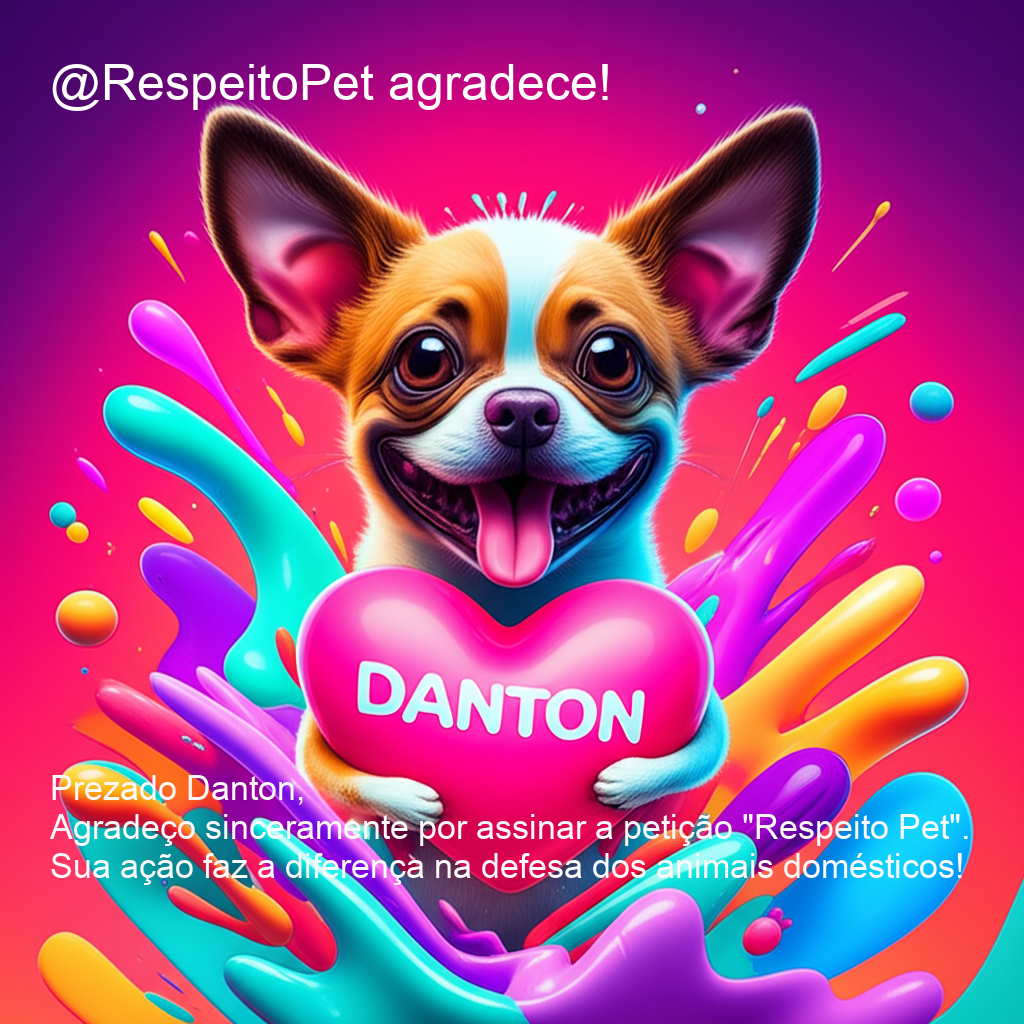 @RespeitoPet agradece!
DANTON
Prezado Danton,
Agradeço sinceramente por assinar a petição "Respeito Pet".
Sua ação faz a diferença na defesa dos animais domésticos!